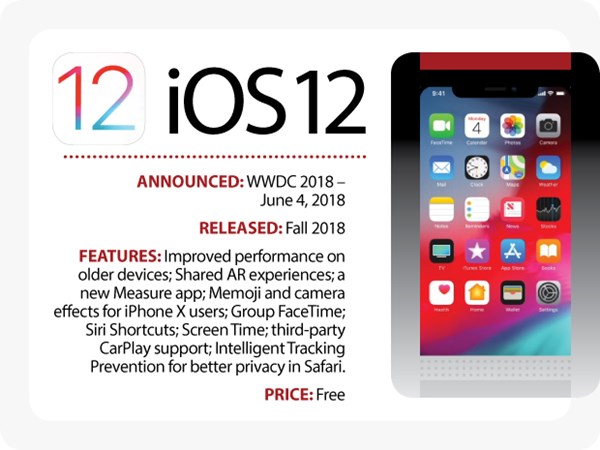 12
iOS 12
ANNOUNCED: WWDC 2018 –
June 4, 2018
RELEASED: Fall 2018
FEATURES: Improved performance on
older devices; Shared AR experiences; a
new Measure app; Memoji and camera
effects for iPhone X users; Group FaceTime;
Siri Shortcuts; Screen Time; third-party
CarPlay support; Intelligent Tracking
Prevention for better privacy in Safari.
PRICE: Free
9:41
Monday
4
FaceTime Calendar Photos Camera
Mail Clock Maps Weather
Notes Reminders News Stocks
TV iTunes Store App Store Books
Health Home Wallet Settings